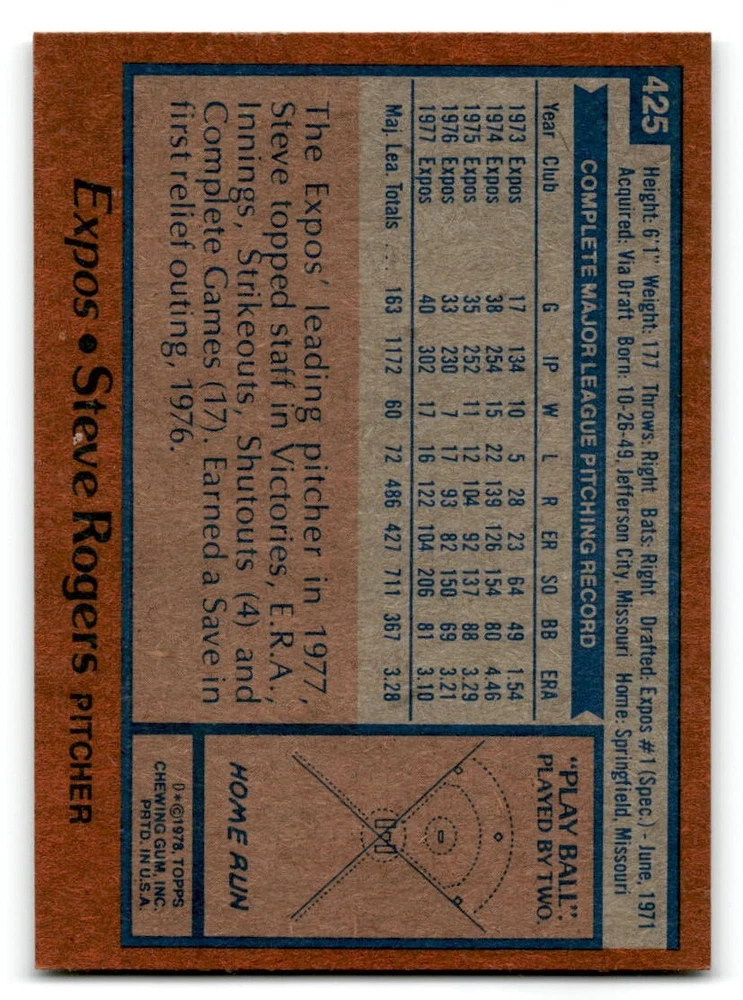 425
Height: 6'1" Weight: 177 Throws: Right Bats: Right Drafted: Expos #1 (Spec.) - June, 1971
Acquired: Via Draft Born: 10-26-49, Jefferson City, Missouri Home: Springfield, Missouri
COMPLETE MAJOR LEAGUE PITCHING RECORD
Year Club G IP W L R ER SO BB ERA
1973 Expos 17 134 10 5 28 23 64 49 1.54
1974 Expos 38 254 15 22 139 126 154 80 4.46
1975 Expos 35 252 11 12 104 92 137 88 3.29
1976 Expos 33 230 7 17 93 82 150 69 3.21
1977 Expos 40 302 17 16 122 104 206 81 3.10
Maj. Lea. Totals 163 1172 60 72 486 427 711 367 3.28
The Expos' leading pitcher in 1977,
Steve topped staff in Victories, E.R.A.,
Innings, Strikeouts, Shutouts (4) and
Complete Games (17). Earned a Save in
first relief outing, 1976.
"PLAY BALL"
PLAYED BY TWO.
HOME RUN
D*©1978, TOPPS
CHEWING GUM, INC.
PRTD. IN U.S.A.
Expos • Steve Rogers PITCHER